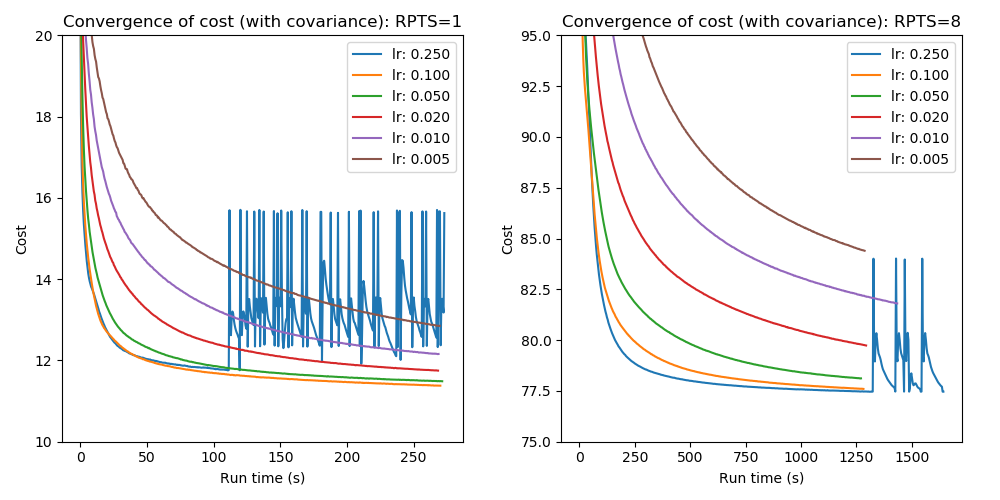 Convergence of cost (with covariance): RPTS=1
20
18
16
14
12
10
Cost
0
50
100
150
200
250
Run time (s)
lr: 0.250
lr: 0.100
lr: 0.050
lr: 0.020
lr: 0.010
lr: 0.005
Convergence of cost (with covariance): RPTS=8
95.0
92.5
90.0
87.5
85.0
82.5
80.0
77.5
75.0
Cost
0
250
500
750
1000
1250
1500
Run time (s)
lr: 0.250
lr: 0.100
lr: 0.050
lr: 0.020
lr: 0.010
lr: 0.005